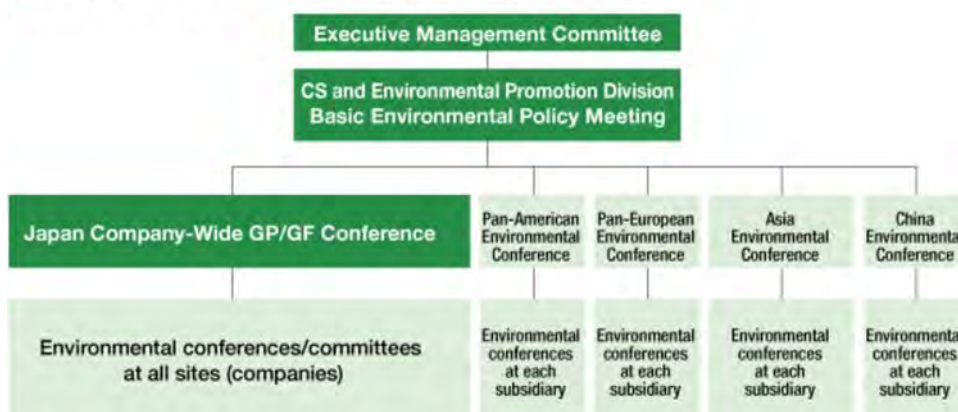 Executive Management Committee
CS and Environmental Promotion Division
Basic Environmental Policy Meeting
Japan Company-Wide GP/GF Conference
Pan-American
Environmental
Conference
Pan-European
Environmental
Conference
Asia
Environmental
Conference
China
Environmental
Conference
Environmental conferences/committees
at all sites (companies)
Environmental
conferences
at each
subsidiary
Environmental
conferences
at each
subsidiary
Environmental
conferences
at each
subsidiary
Environmental
conferences
at each
subsidiary